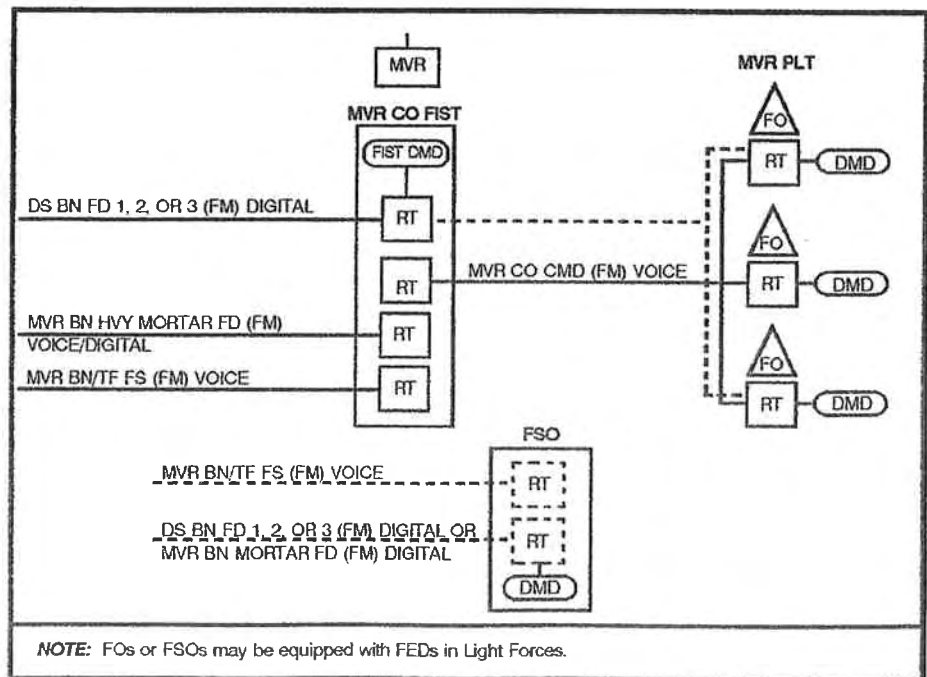 MVR
MVR PLT
MVR CO FIST
FO
FIST DMD
RT
DMD
DS BN FD 1, 2, OR 3 (FM) DIGITAL
RT
FO
RT
MVR CO CMD (FM) VOICE
RT
DMD
MVR BN HVY MORTAR FD (FM)
VOICE/DIGITAL
RT
FO
MVR BN/TF FS (FM) VOICE
RT
RT
DMD
FSO
MVR BN/TF FS (FM) VOICE
RT
DS BN FD 1, 2, OR 3 (FM) DIGITAL OR
MVR BN MORTAR FD (FM) DIGITAL
RT
DMD
NOTE: FOs or FSOs may be equipped with FEDs in Light Forces.